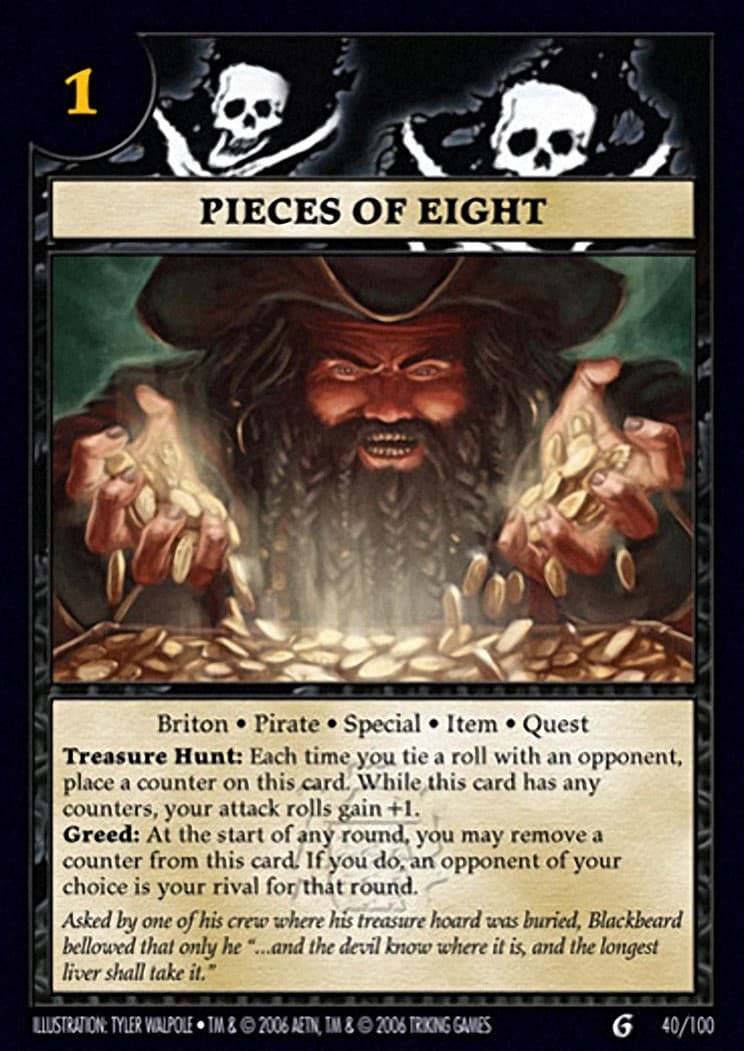 1
PIECES OF EIGHT
Briton • Pirate • Special • Item • Quest
Treasure Hunt: Each time you tie a roll with an opponent,
place a counter on this card. While this card has any
counters, your attack rolls gain +1.
Greed: At the start of any round, you may remove a
counter from this card. If you do, an opponent of your
choice is your rival for that round.
Asked by one of his crew where his treasure hoard was buried, Blackbeard
bellowed that only he “...and the devil know where it is, and the longest
liver shall take it.”
ILLUSTRATION: TYLER WALPOLE • TM & © 2006 AETN, TM & © 2006 TRIKING GAMES G 40/100